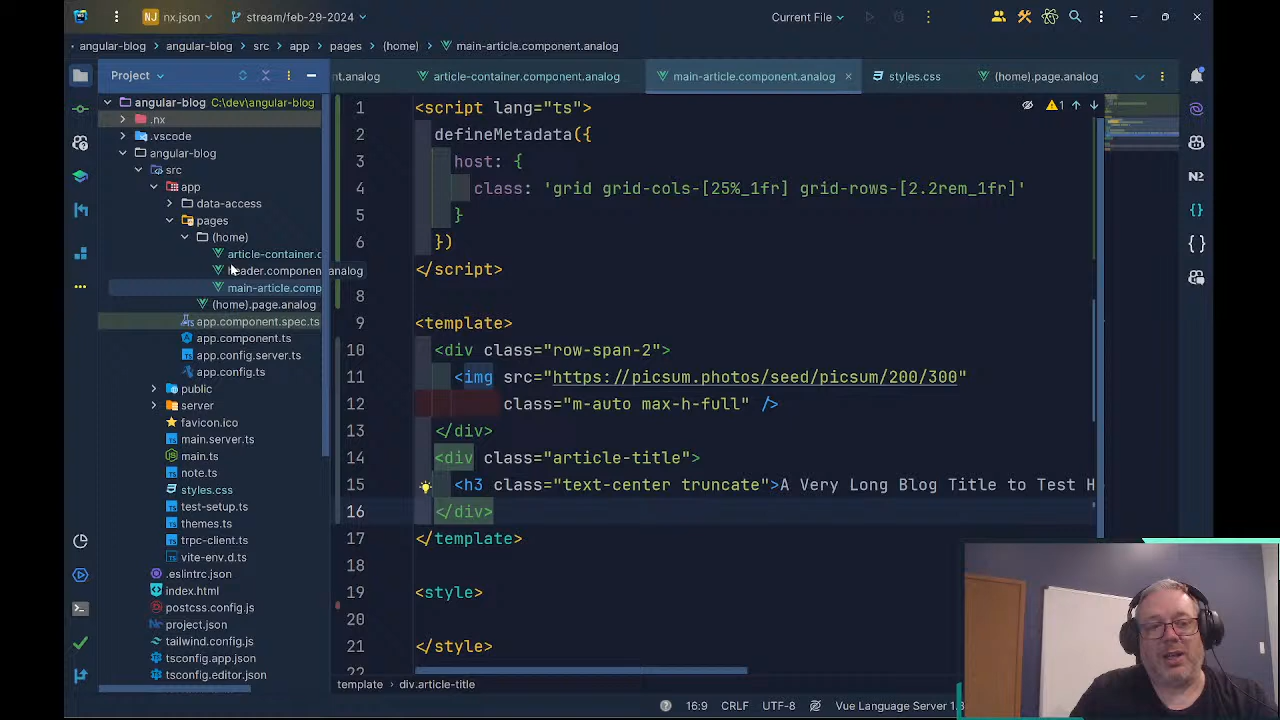 NJ nx.json stream/feb-29-2024 Current File
angular-blog angular-blog src app pages (home) main-article.component.analog
Project
nt.analog article-container.component.analog main-article.component.analog styles.css (home).page.analog
angular-blog C:\dev\angular-blog
.nx
.vscode
angular-blog
src
app
data-access
pages
(home)
article-container.c
header.component.analog
main-article.comp
(home).page.analog
app.component.spec.ts
app.component.ts
app.config.server.ts
app.config.ts
public
server
favicon.ico
main.server.ts
main.ts
note.ts
styles.css
test-setup.ts
themes.ts
trpc-client.ts
vite-env.d.ts
.eslintrc.json
index.html
postcss.config.js
project.json
tailwind.config.js
tsconfig.app.json
tsconfig.editor.json
1 <script lang="ts">
2 defineMetadata({
3 host: {
4 class: 'grid grid-cols-[25%_1fr] grid-rows-[2.2rem_1fr]'
5 }
6 })
7 </script>
8
9 <template>
10 <div class="row-span-2">
11 <img src="https://picsum.photos/seed/picsum/200/300"
12 class="m-auto max-h-full" />
13 </div>
14 <div class="article-title">
15 <h3 class="text-center truncate">A Very Long Blog Title to Test H
16 </div>
17 </template>
18
19 <style>
20
21 </style>
22
1
N2
template div.article-title
16:9 CRLF UTF-8 Vue Language Server 1.8